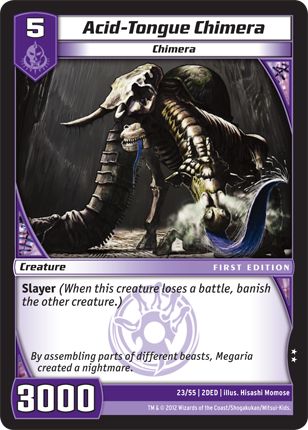 5
Acid-Tongue Chimera
Chimera
Creature
FIRST EDITION
Slayer (When this creature loses a battle, banish
the other creature.)
By assembling parts of different beasts, Megaria
created a nightmare.
3000
23/55 | 2DED | illus. Hisashi Momose
TM & © 2012 Wizards of the Coast/Shogakukan/Mitsui-Kids.